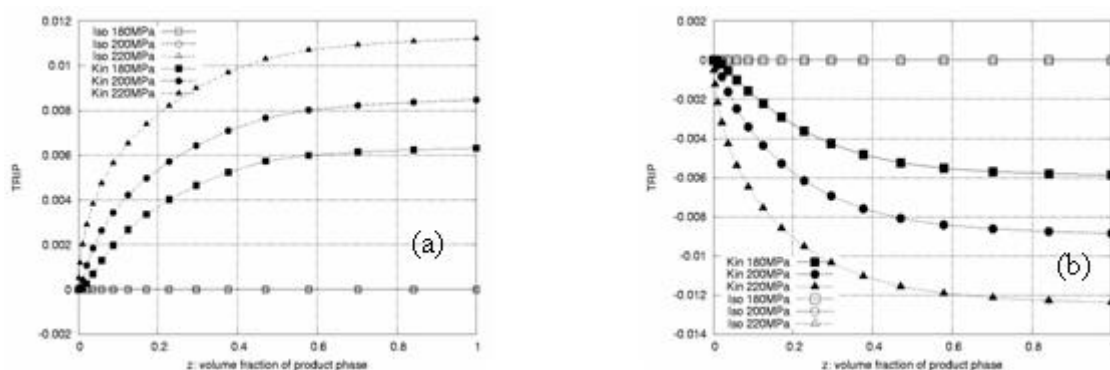 0.012
0.01
0.008
0.006
0.004
0.002
0
-0.002
TRIP
Iso 180MPa
Iso 200MPa
Iso 220MPa
Kin 180MPa
Kin 200MPa
Kin 220MPa
(a)
0 0.2 0.4 0.6 0.8 1
z: volume fraction of product phase
0.002
0
-0.002
-0.004
-0.006
-0.008
-0.01
-0.012
-0.014
TRIP
Kin 180MPa
Kin 200MPa
Kin 220MPa
Iso 180MPa
Iso 200MPa
Iso 220MPa
(b)
0 0.2 0.4 0.6 0.8
z: volume fraction of product phase